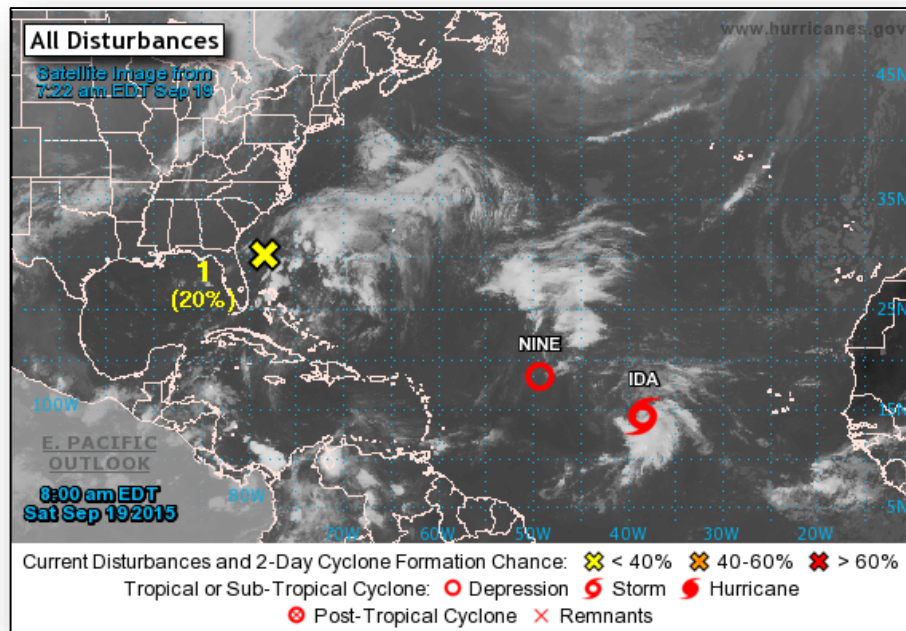 All Disturbances
www.hurricanes.gov
Satellite Image from
7:22 am EDT Sep 19
45N
35N
1
(20%)
25N
NINE
IDA
15N
100W
E. PACIFIC
OUTLOOK
8:00 am EDT
Sat Sep 19 2015
80W
5N
70W 60W 50W 40W 30W 20W
Current Disturbances and 2-Day Cyclone Formation Chance: < 40% 40-60% > 60%
Tropical or Sub-Tropical Cyclone: Depression Storm Hurricane
Post-Tropical Cyclone Remnants